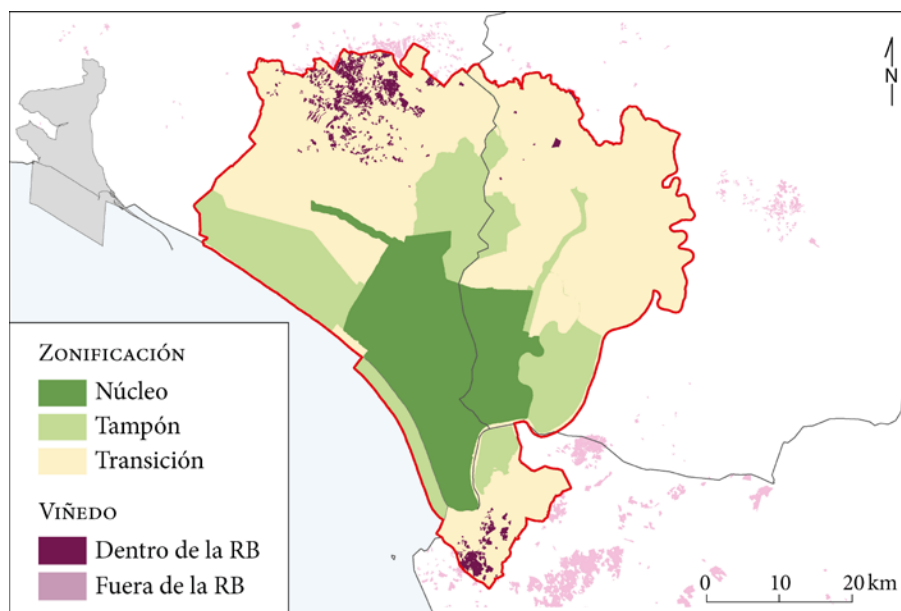 N
ZONIFICACIÓN
Núcleo
Tampón
Transición
VIÑEDO
Dentro de la RB
Fuera de la RB
0 10 20 km